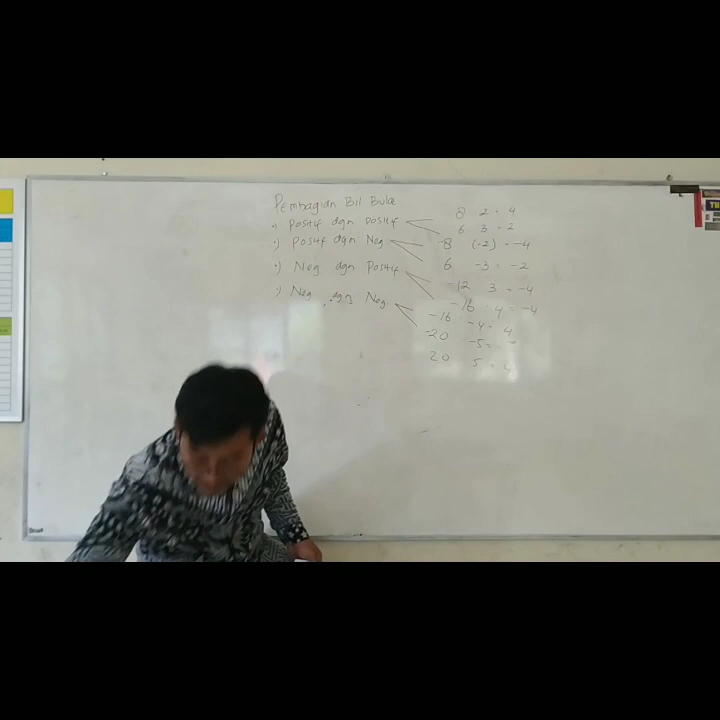 Pembagian Bil Bulat
•) Positif dgn Positif
8 2 = 4
6 3 = 2
•) Positif dgn Neg
-8 (-2) = -4
6 -3 = -2
•) Neg dgn Positif
-12 3 = -4
-16 4 = -4
•) Neg dgn Neg
-16 -4 = 4
-20 -5 =
20 5 = 4